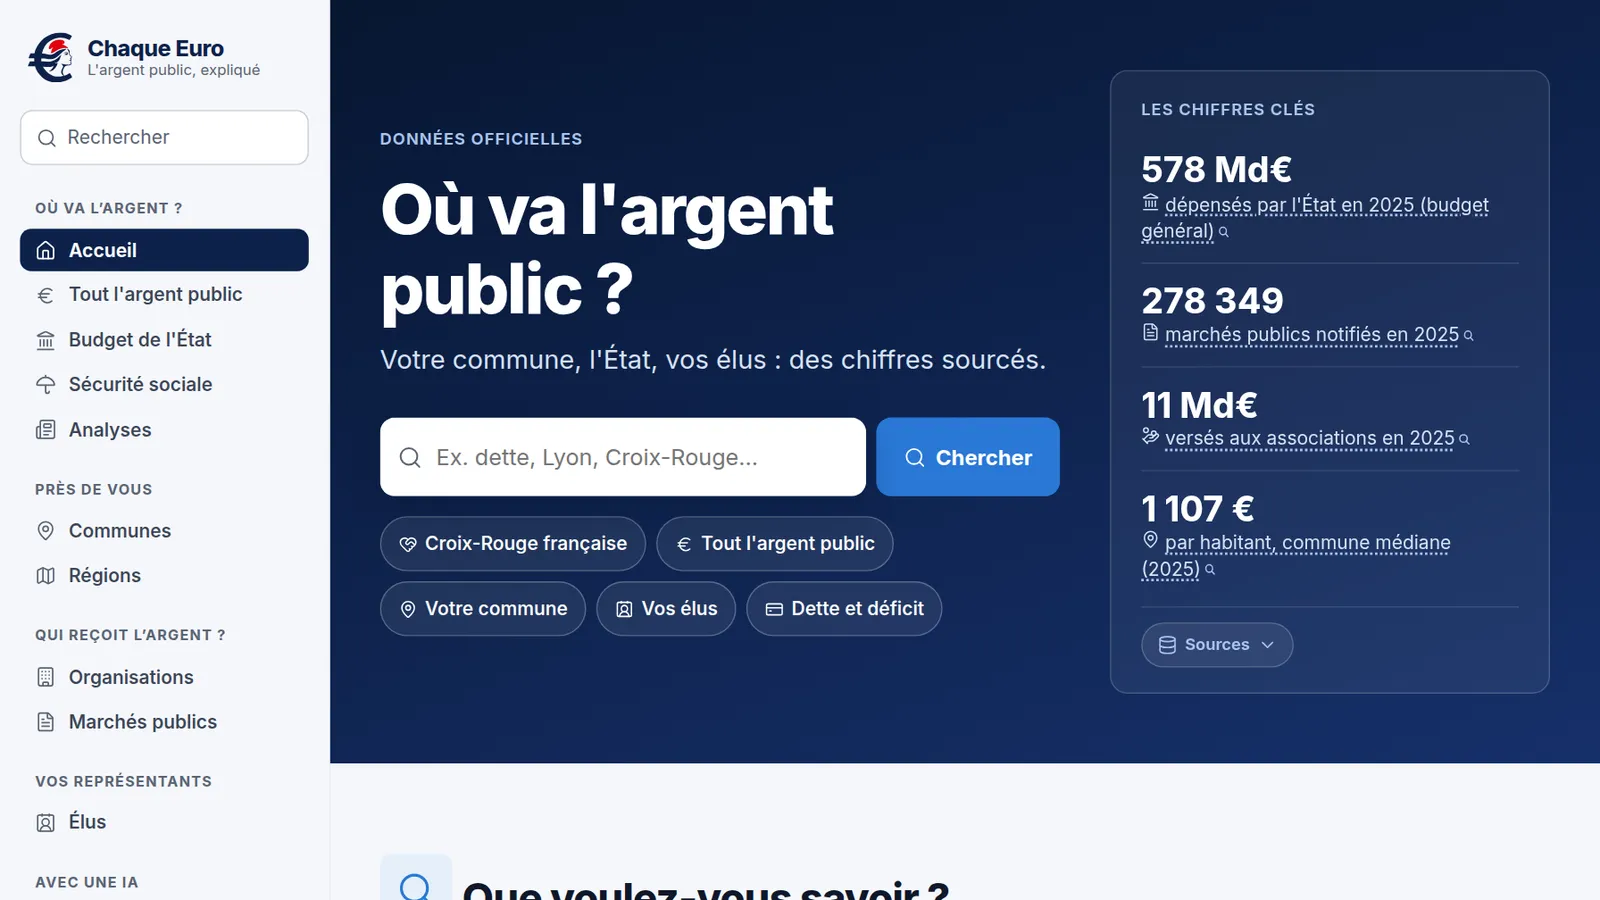 Chaque Euro
L'argent public, expliqué
Rechercher
OÙ VA L’ARGENT ?
Accueil
Tout l'argent public
Budget de l'État
Sécurité sociale
Analyses
PRÈS DE VOUS
Communes
Régions
QUI REÇOIT L’ARGENT ?
Organisations
Marchés publics
VOS REPRÉSENTANTS
Élus
AVEC UNE IA
DONNÉES OFFICIELLES
Où va l'argent
public ?
Votre commune, l'État, vos élus : des chiffres sourcés.
Ex. dette, Lyon, Croix-Rouge...
Chercher
Croix-Rouge française
Tout l'argent public
Votre commune
Vos élus
Dette et déficit
LES CHIFFRES CLÉS
578 Md€
dépensés par l'État en 2025 (budget
général)
278 349
marchés publics notifiés en 2025
11 Md€
versés aux associations en 2025
1 107 €
par habitant, commune médiane
(2025)
Sources
Que voulez-vous savoir ?